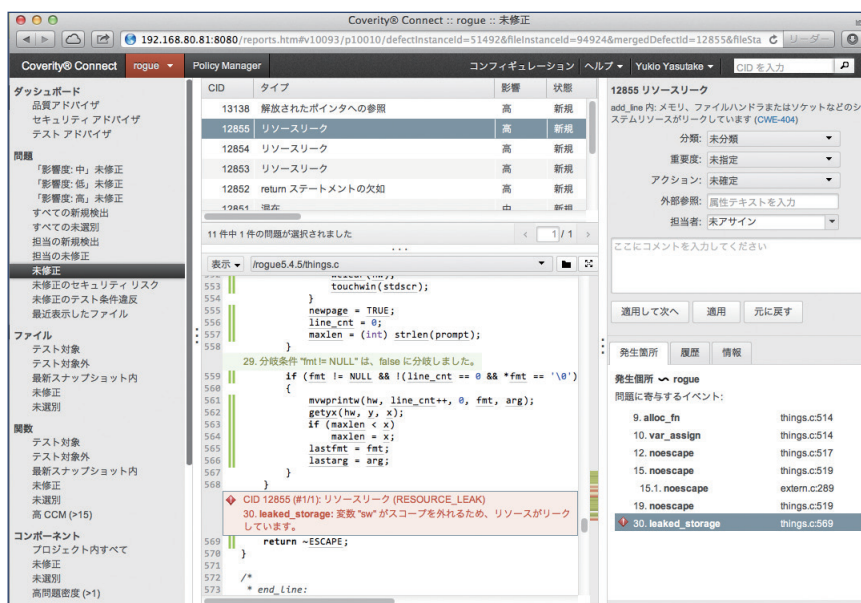 Coverity® Connect :: rogue :: 未修正
192.168.80.81:8080/reports.htm#v10093/p10010/defectInstanceId=51492&fileInstanceId=94924&mergedDefectId=12855&fileSta
リーダー
Coverity® Connect
rogue
Policy Manager
コンフィギュレーション
ヘルプ
Yukio Yasutake
CID を入力
ダッシュボード
品質アドバイザ
セキュリティ アドバイザ
テスト アドバイザ
問題
「影響度: 中」未修正
「影響度: 低」未修正
「影響度: 高」未修正
すべての新規検出
すべての未選別
担当の新規検出
担当の未修正
未修正
未修正のセキュリティ リスク
未修正のテスト条件違反
最近表示したファイル
ファイル
テスト対象
テスト対象外
最新スナップショット内
未修正
未選別
関数
テスト対象
テスト対象外
最新スナップショット内
未修正
未選別
高 CCM (>15)
コンポーネント
プロジェクト内すべて
未修正
未選別
高問題密度 (>1)
CID タイプ 影響 状態
13138 解放されたポインタへの参照 高 新規
12855 リソースリーク 高 新規
12854 リソースリーク 高 新規
12853 リソースリーク 高 新規
12852 return ステートメントの欠如 高 新規
12851 混在 中 新規
11 件中 1 件の問題が選択されました
1 / 1
表示 /rogue5.4.5/things.c
552 wclear(hw);
553 touchwin(stdscr);
554 }
555 newpage = TRUE;
556 line_cnt = 0;
557 maxlen = (int) strlen(prompt);
558 }
29. 分岐条件 "fmt != NULL" は、false に分岐しました。
559 if (fmt != NULL && !(line_cnt == 0 && *fmt == '\0')
560 {
561 mvwprintw(hw, line_cnt++, 0, fmt, arg);
562 getyx(hw, y, x);
563 if (maxlen < x)
564 maxlen = x;
565 lastfmt = fmt;
566 lastarg = arg;
567 }
568 }
CID 12855 (#1/1): リソースリーク (RESOURCE_LEAK)
30. leaked_storage: 変数 "sw" がスコープを外れるため、リソースがリーク
しています。
569 return ~ESCAPE;
570 }
571
572 /*
573 * end_line:
12855 リソースリーク
add_line 内: メモリ、ファイルハンドラまたはソケットなどのシ
ステムリソースがリークしています (CWE-404)
分類: 未分類
重要度: 未指定
アクション: 未確定
外部参照: 属性テキストを入力
担当者: 未アサイン
ここにコメントを入力してください
適用して次へ
適用
元に戻す
発生箇所
履歴
情報
発生個所 rogue
問題に寄与するイベント:
9. alloc_fn things.c:514
10. var_assign things.c:514
12. noescape things.c:517
15. noescape things.c:519
15.1. noescape extern.c:289
19. noescape things.c:519
30. leaked_storage things.c:569